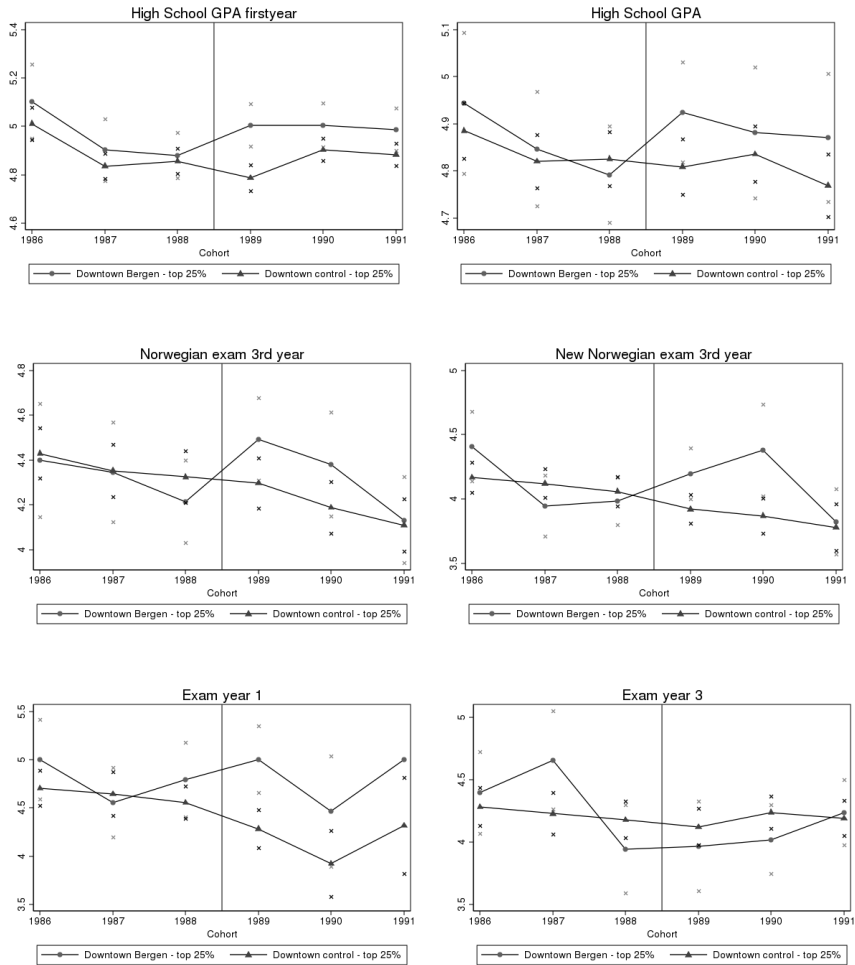 High School GPA firstyear
5.4
5.2
5
4.8
4.6
1986 1987 1988 1989 1990 1991
Cohort
Downtown Bergen - top 25% Downtown control - top 25%
High School GPA
5.1
5
4.9
4.8
4.7
1986 1987 1988 1989 1990 1991
Cohort
Downtown Bergen - top 25% Downtown control - top 25%
Norwegian exam 3rd year
4.8
4.6
4.4
4.2
4
1986 1987 1988 1989 1990 1991
Cohort
Downtown Bergen - top 25% Downtown control - top 25%
New Norwegian exam 3rd year
5
4.5
4
3.5
1986 1987 1988 1989 1990 1991
Cohort
Downtown Bergen - top 25% Downtown control - top 25%
Exam year 1
5.5
5
4.5
4
3.5
1986 1987 1988 1989 1990 1991
Cohort
Downtown Bergen - top 25% Downtown control - top 25%
Exam year 3
5
4.5
4
3.5
1986 1987 1988 1989 1990 1991
Cohort
Downtown Bergen - top 25% Downtown control - top 25%